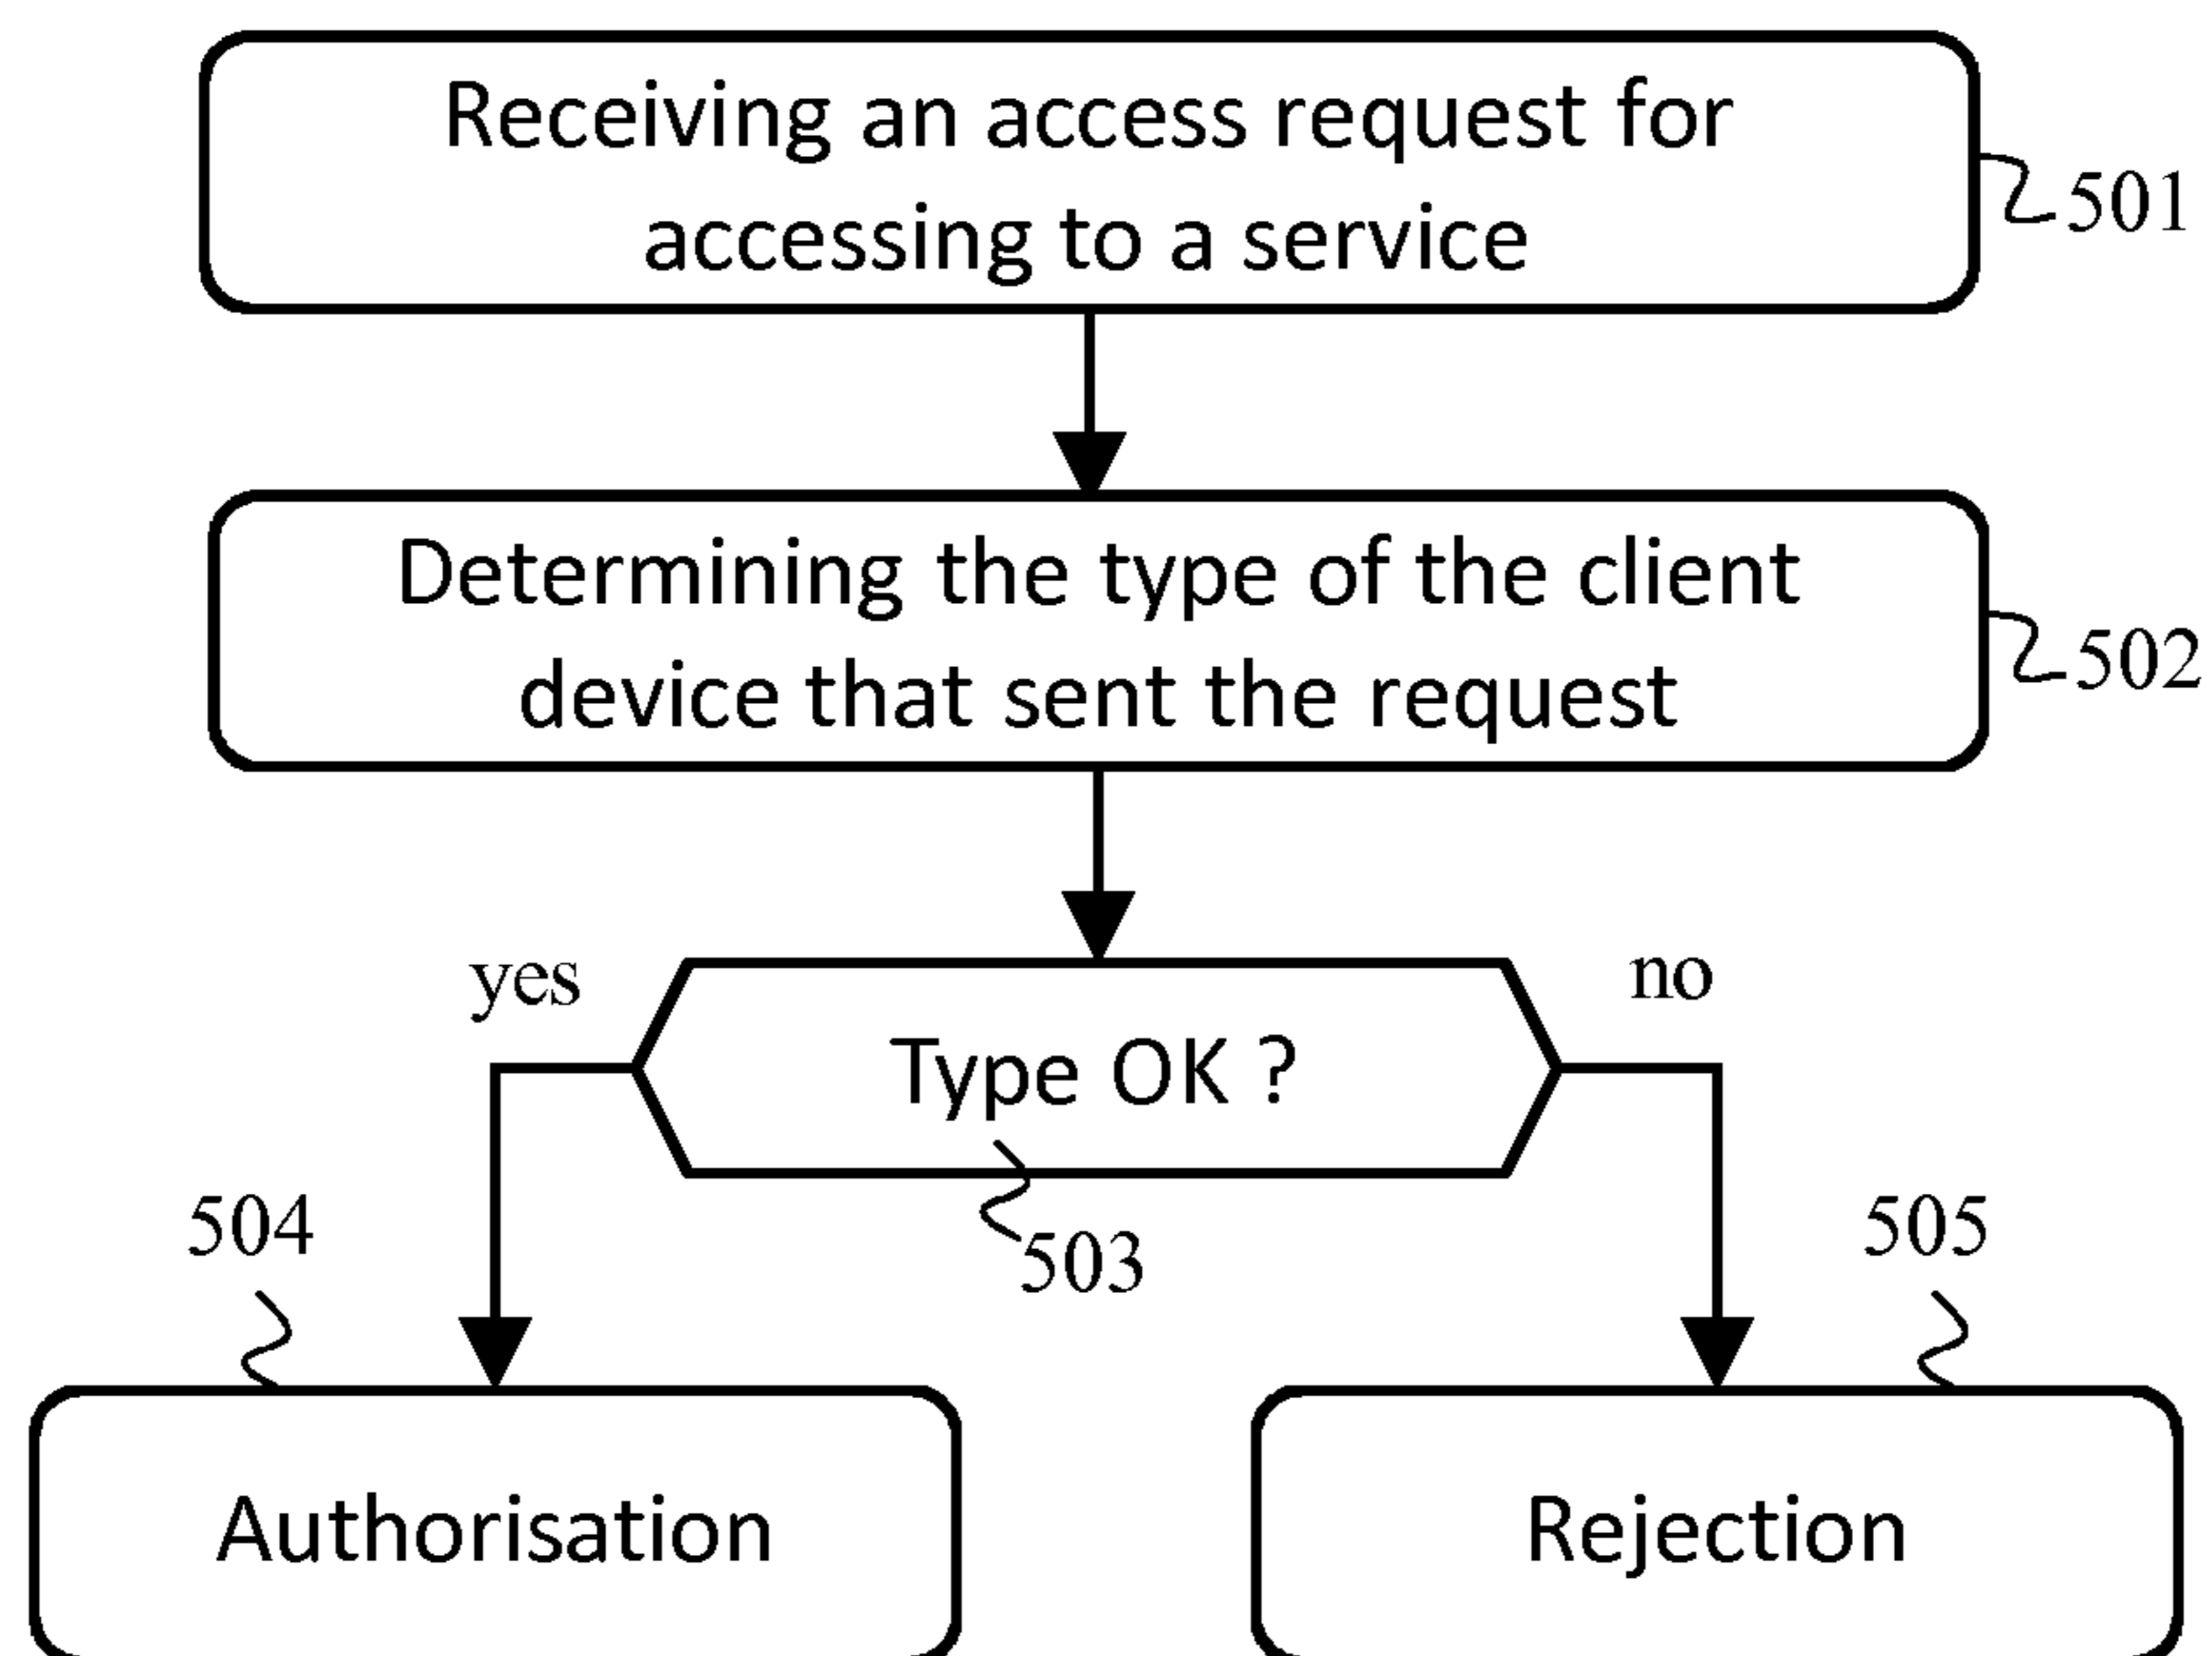 Receiving an access request for
accessing to a service
501
Determining the type of the client
device that sent the request
502
yes
no
Type OK ?
503
504
505
Authorisation
Rejection